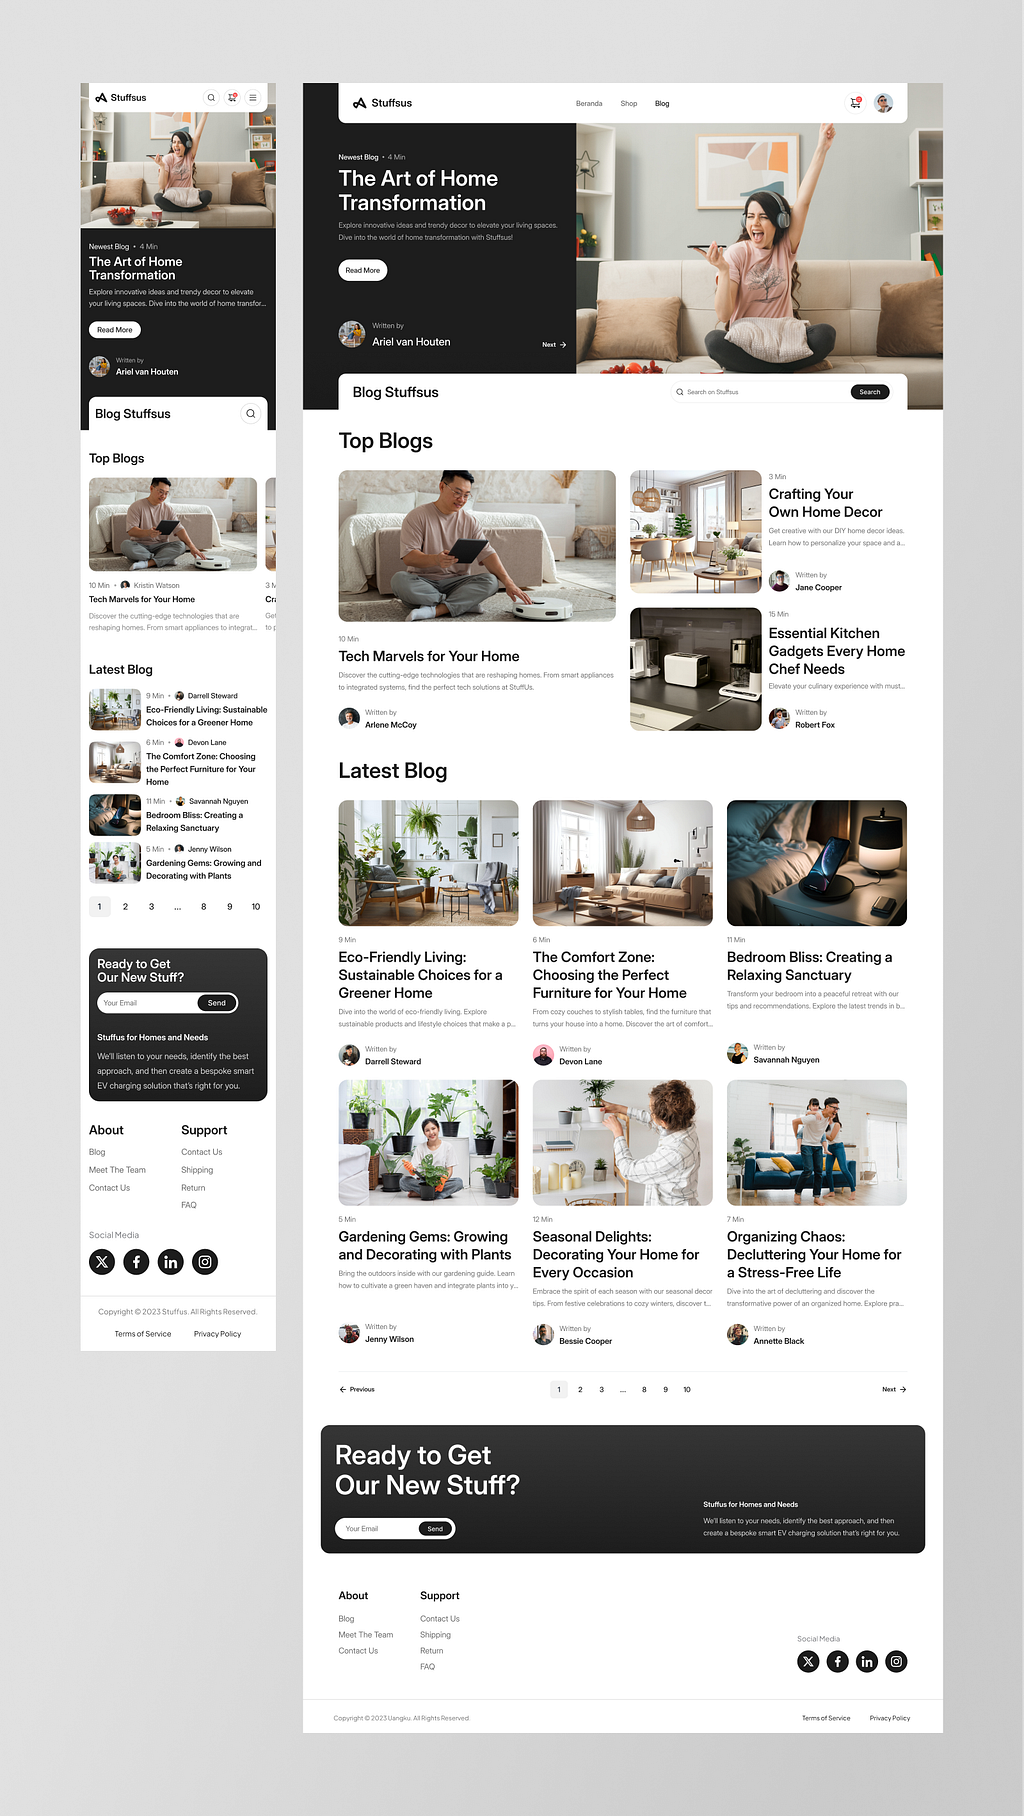 Stuffsus
Newest Blog • 4 Min
The Art of Home
Transformation
Explore innovative ideas and trendy decor to elevate
your living spaces. Dive into the world of home transfor...
Read More
Written by
Ariel van Houten
Blog Stuffsus
Top Blogs
10 Min • Kristin Watson
Tech Marvels for Your Home
Discover the cutting-edge technologies that are
reshaping homes. From smart appliances to integrat...
3 M
Cra
Get
to p
Latest Blog
9 Min • Darrell Steward
Eco-Friendly Living: Sustainable
Choices for a Greener Home
6 Min • Devon Lane
The Comfort Zone: Choosing
the Perfect Furniture for Your
Home
11 Min • Savannah Nguyen
Bedroom Bliss: Creating a
Relaxing Sanctuary
5 Min • Jenny Wilson
Gardening Gems: Growing and
Decorating with Plants
1 2 3 ... 8 9 10
Ready to Get
Our New Stuff?
Your Email Send
Stuffus for Homes and Needs
We'll listen to your needs, identify the best
approach, and then create a bespoke smart
EV charging solution that's right for you.
About Support
Blog Contact Us
Meet The Team Shipping
Contact Us Return
FAQ
Social Media
Copyright © 2023 Stuffus. All Rights Reserved.
Terms of Service Privacy Policy
Stuffsus Beranda Shop Blog
Newest Blog • 4 Min
The Art of Home
Transformation
Explore innovative ideas and trendy decor to elevate your living spaces.
Dive into the world of home transformation with Stuffsus!
Read More
Written by
Ariel van Houten
Next
Blog Stuffsus Search on Stuffsus Search
Top Blogs
10 Min
Tech Marvels for Your Home
Discover the cutting-edge technologies that are reshaping homes. From smart appliances
to integrated systems, find the perfect tech solutions at StuffUs.
Written by
Arlene McCoy
3 Min
Crafting Your
Own Home Decor
Get creative with our DIY home decor ideas.
Learn how to personalize your space and a...
Written by
Jane Cooper
15 Min
Essential Kitchen
Gadgets Every Home
Chef Needs
Elevate your culinary experience with must...
Written by
Robert Fox
Latest Blog
9 Min
Eco-Friendly Living:
Sustainable Choices for a
Greener Home
Dive into the world of eco-friendly living. Explore
sustainable products and lifestyle choices that make a p...
Written by
Darrell Steward
6 Min
The Comfort Zone:
Choosing the Perfect
Furniture for Your Home
From cozy couches to stylish tables, find the furniture that
turns your house into a home. Discover the art of comfort...
Written by
Devon Lane
11 Min
Bedroom Bliss: Creating a
Relaxing Sanctuary
Transform your bedroom into a peaceful retreat with our
tips and recommendations. Explore the latest trends in b...
Written by
Savannah Nguyen
5 Min
Gardening Gems: Growing
and Decorating with Plants
Bring the outdoors inside with our gardening guide. Learn
how to cultivate a green haven and integrate plants into y...
Written by
Jenny Wilson
12 Min
Seasonal Delights:
Decorating Your Home for
Every Occasion
Embrace the spirit of each season with our seasonal decor
tips. From festive celebrations to cozy winters, discover t...
Written by
Bessie Cooper
7 Min
Organizing Chaos:
Decluttering Your Home for
a Stress-Free Life
Dive into the art of decluttering and discover the
transformative power of an organized home. Explore pra...
Written by
Annette Black
Previous 1 2 3 ... 8 9 10 Next
Ready to Get
Our New Stuff?
Your Email Send
Stuffus for Homes and Needs
We'll listen to your needs, identify the best approach, and then
create a bespoke smart EV charging solution that's right for you.
About Support
Blog Contact Us
Meet The Team Shipping
Contact Us Return
FAQ
Social Media
Copyright © 2023 Uangku. All Rights Reserved
Terms of Service Privacy Policy